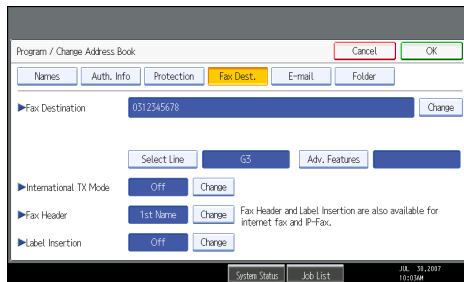 Program / Change Address Book Cancel OK
Names Auth. Info Protection Fax Dest. E-mail Folder
▶Fax Destination 0312345678 Change
Select Line G3 Adv. Features
▶International TX Mode Off Change
▶Fax Header 1st Name Change Fax Header and Label Insertion are also available for
internet fax and IP-Fax.
▶Label Insertion Off Change
System Status Job List JUL 30,2007
10:03AM